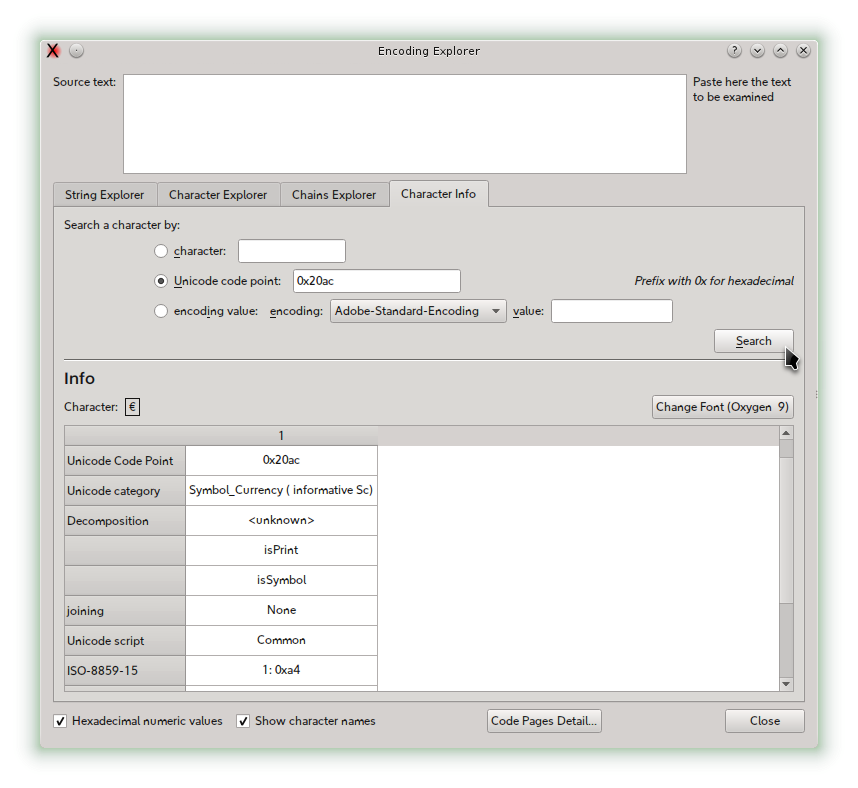 Encoding Explorer
Source text:
Paste here the text
to be examined
String Explorer Character Explorer Chains Explorer Character Info
Search a character by:
character:
Unicode code point: 0x20ac Prefix with 0x for hexadecimal
encoding value: encoding: Adobe-Standard-Encoding value:
Search
Info
Character: € Change Font (Oxygen 9)
1
Unicode Code Point 0x20ac
Unicode category Symbol_Currency ( informative Sc)
Decomposition <unknown>
isPrint
isSymbol
joining None
Unicode script Common
ISO-8859-15 1: 0xa4
Hexadecimal numeric values Show character names Code Pages Detail... Close